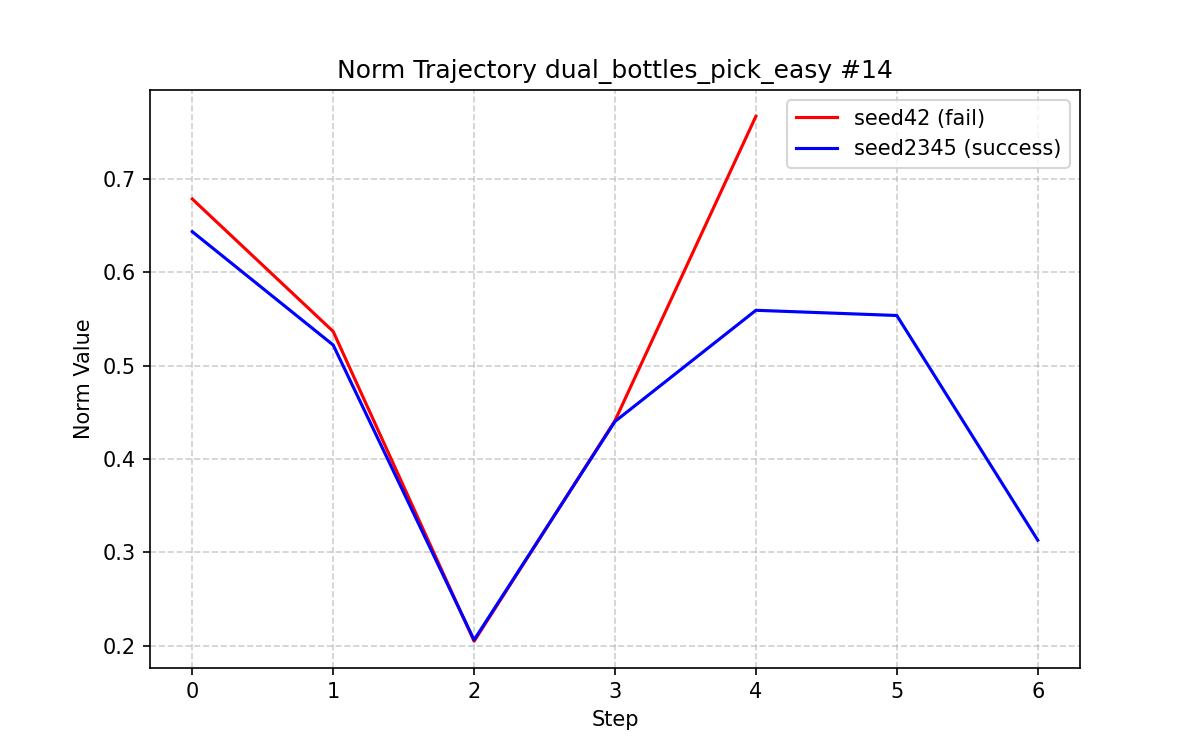 Norm Trajectory dual_bottles_pick_easy #14
seed42 (fail)
seed2345 (success)
Norm Value
0.7
0.6
0.5
0.4
0.3
0.2
0 1 2 3 4 5 6
Step